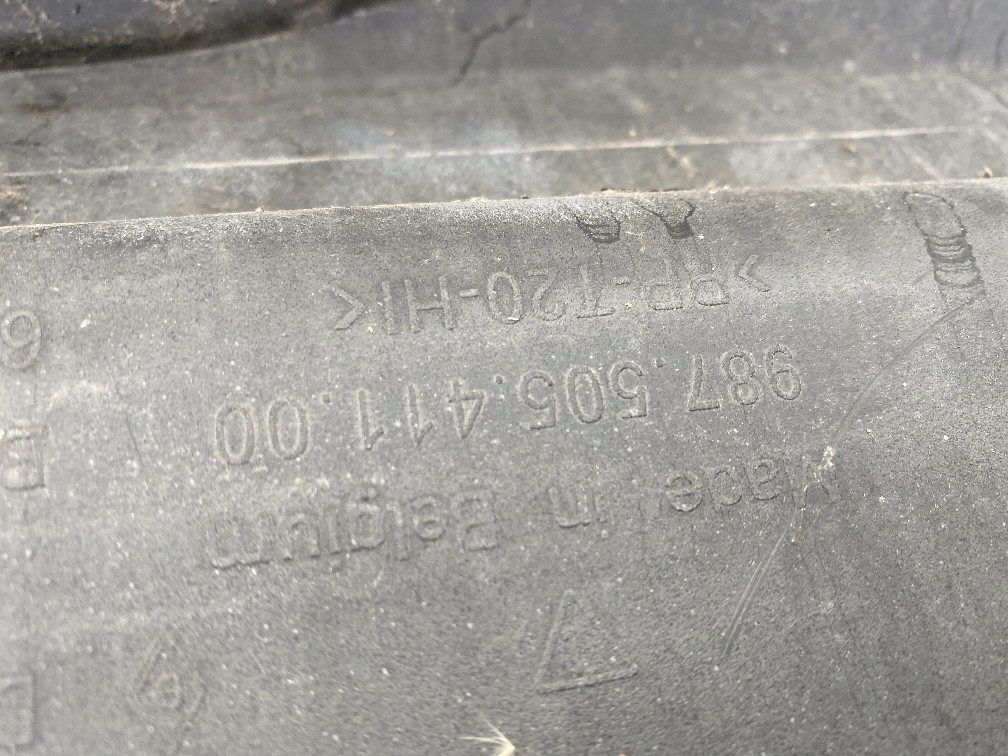 >PP-T20-HI<
987.505.411.00
Made in Belgium